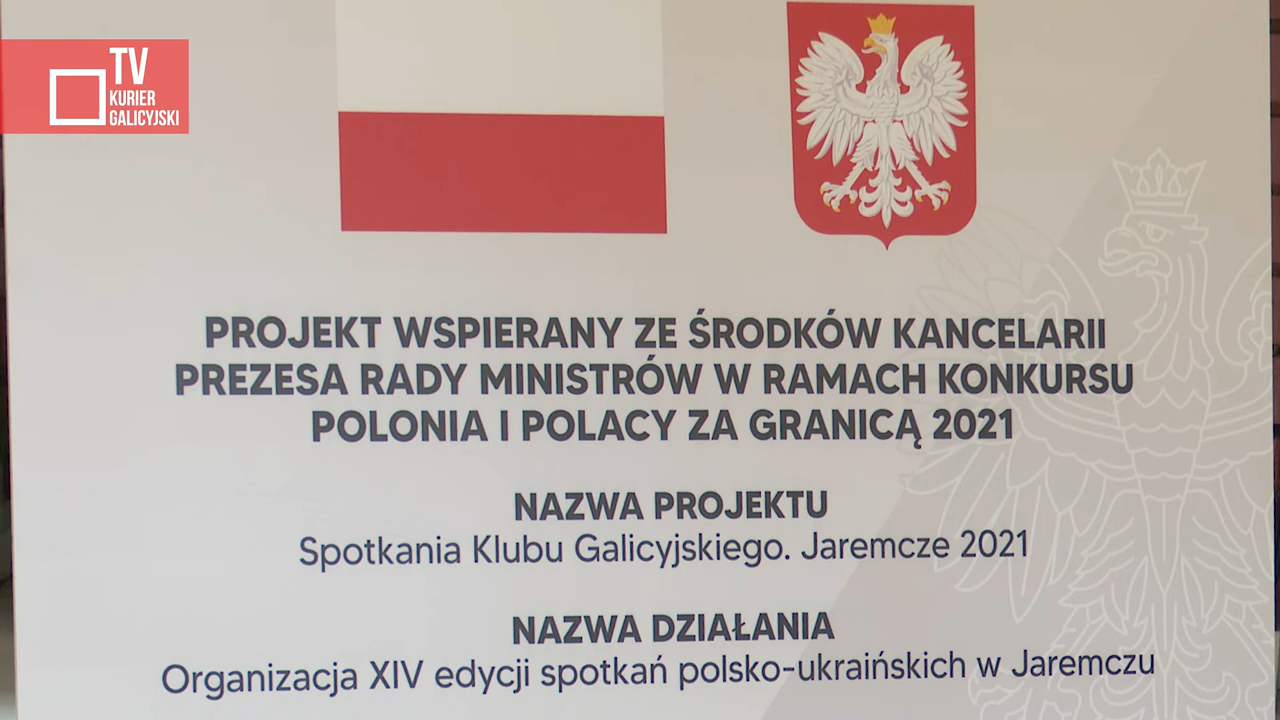 TV
KURIER
GALICYJSKI
PROJEKT WSPIERANY ZE ŚRODKÓW KANCELARII
PREZESA RADY MINISTRÓW W RAMACH KONKURSU
POLONIA I POLACY ZA GRANICĄ 2021
NAZWA PROJEKTU
Spotkania Klubu Galicyjskiego. Jaremcze 2021
NAZWA DZIAŁANIA
Organizacja XIV edycji spotkań polsko-ukraińskich w Jaremczu